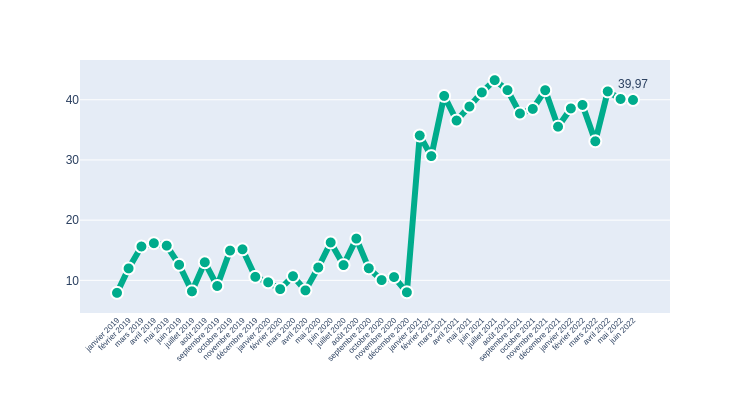 39,97
40
30
20
10
janvier 2019
février 2019
mars 2019
avril 2019
mai 2019
juin 2019
juillet 2019
août 2019
septembre 2019
octobre 2019
novembre 2019
décembre 2019
janvier 2020
février 2020
mars 2020
avril 2020
mai 2020
juin 2020
juillet 2020
août 2020
septembre 2020
octobre 2020
novembre 2020
décembre 2020
janvier 2021
février 2021
mars 2021
avril 2021
mai 2021
juin 2021
juillet 2021
août 2021
septembre 2021
octobre 2021
novembre 2021
décembre 2021
janvier 2022
février 2022
mars 2022
avril 2022
mai 2022
juin 2022